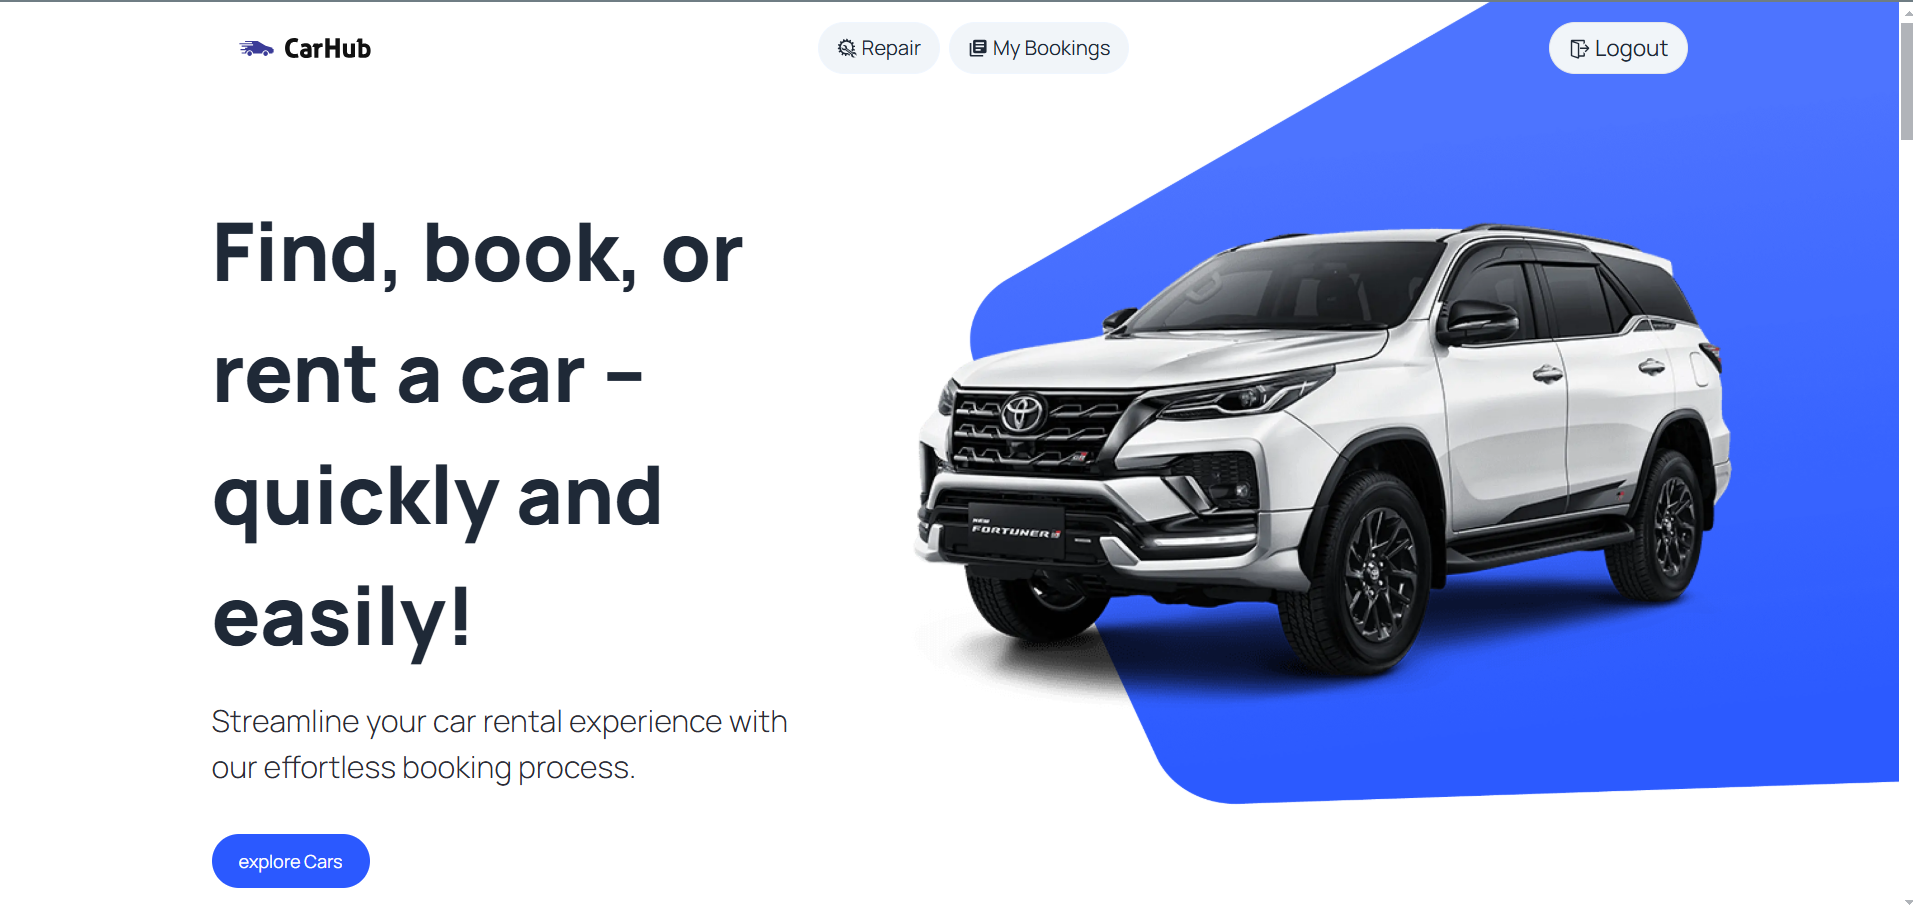 CarHub
Repair
My Bookings
Logout
Find, book, or
rent a car –
quickly and
easily!
Streamline your car rental experience with
our effortless booking process.
explore Cars
NEW
FORTUNER GR